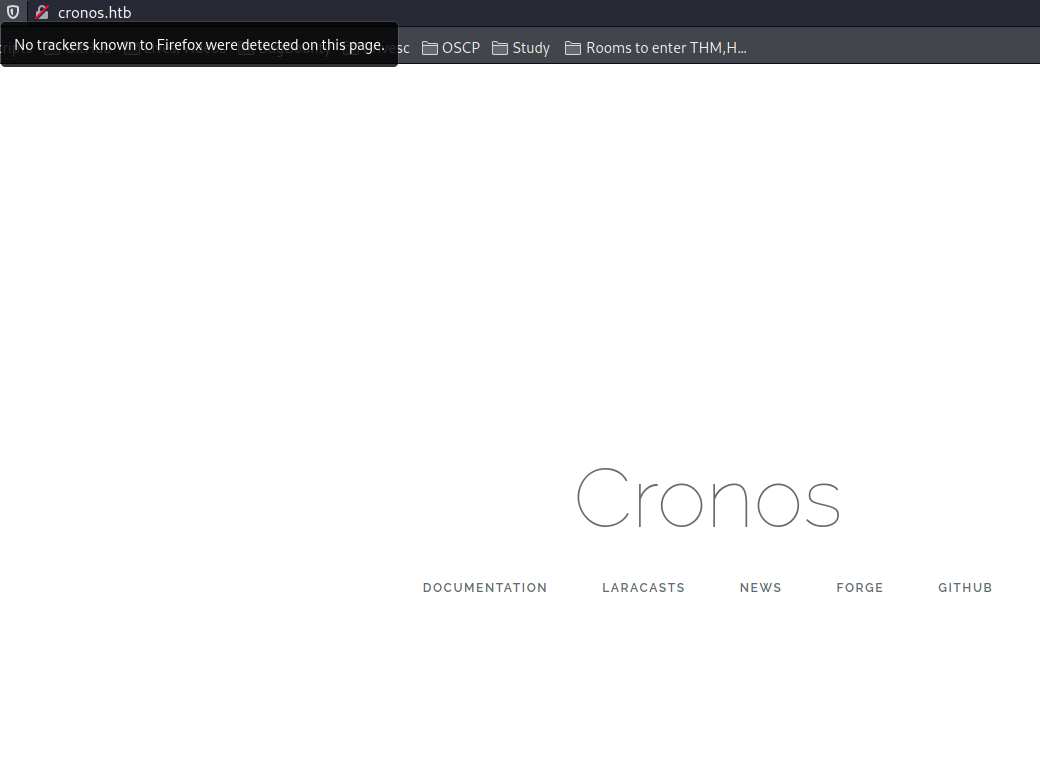 cronos.htb
No trackers known to Firefox were detected on this page.
OSCP Study Rooms to enter THM,H...
Cronos
DOCUMENTATION LARACASTS NEWS FORGE GITHUB